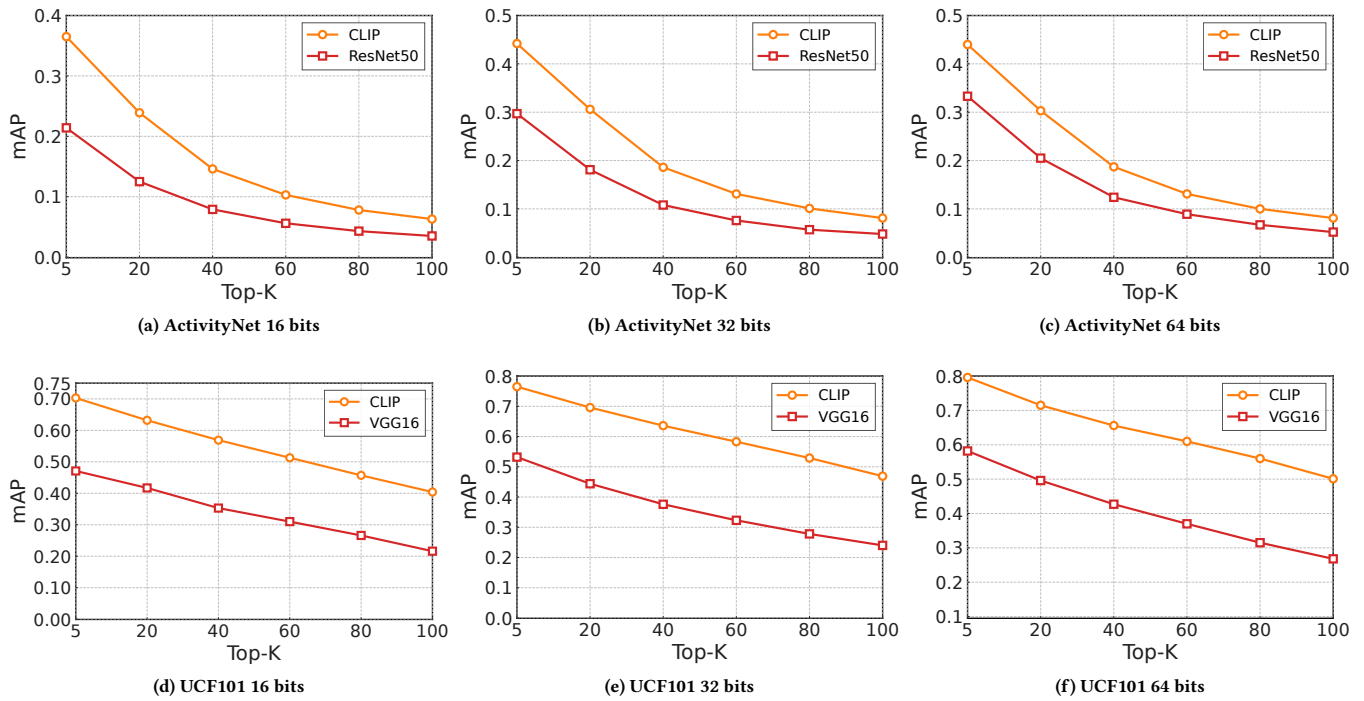 0.4
0.3
0.2
0.1
0.0
mAP
CLIP
ResNet50
5 20 40 60 80 100
Top-K
(a) ActivityNet 16 bits
0.5
0.4
0.3
0.2
0.1
0.0
mAP
CLIP
ResNet50
5 20 40 60 80 100
Top-K
(b) ActivityNet 32 bits
0.5
0.4
0.3
0.2
0.1
0.0
mAP
CLIP
ResNet50
5 20 40 60 80 100
Top-K
(c) ActivityNet 64 bits
0.75
0.70
0.60
0.50
0.40
0.30
0.20
0.10
0.00
mAP
CLIP
VGG16
5 20 40 60 80 100
Top-K
(d) UCF101 16 bits
0.8
0.7
0.6
0.5
0.4
0.3
0.2
0.1
0.0
mAP
CLIP
VGG16
5 20 40 60 80 100
Top-K
(e) UCF101 32 bits
0.8
0.7
0.6
0.5
0.4
0.3
0.2
0.1
mAP
CLIP
VGG16
5 20 40 60 80 100
Top-K
(f) UCF101 64 bits